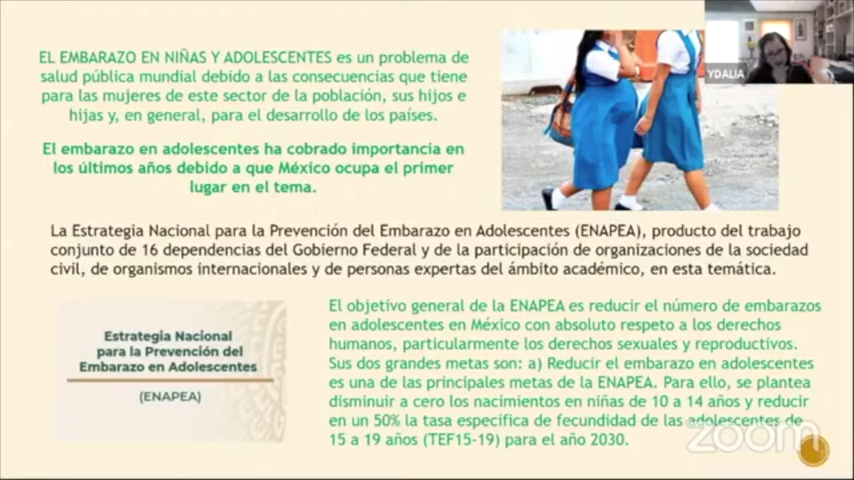 EL EMBARAZO EN NIÑAS Y ADOLESCENTES es un problema de
salud pública mundial debido a las consecuencias que tiene
para las mujeres de este sector de la población, sus hijos e
hijas y, en general, para el desarrollo de los países.
El embarazo en adolescentes ha cobrado importancia en
los últimos años debido a que México ocupa el primer
lugar en el tema.
YDALIA
La Estrategia Nacional para la Prevención del Embarazo en Adolescentes (ENAPEA), producto del trabajo
conjunto de 16 dependencias del Gobierno Federal y de la participación de organizaciones de la sociedad
civil, de organismos internacionales y de personas expertas del ámbito académico, en esta temática.
Estrategia Nacional
para la Prevención del
Embarazo en Adolescentes
(ENAPEA)
El objetivo general de la ENAPEA es reducir el número de embarazos
en adolescentes en México con absoluto respeto a los derechos
humanos, particularmente los derechos sexuales y reproductivos.
Sus dos grandes metas son: a) Reducir el embarazo en adolescentes
es una de las principales metas de la ENAPEA. Para ello, se plantea
disminuir a cero los nacimientos en niñas de 10 a 14 años y reducir
en un 50% la tasa especifica de fecundidad de las adolescentes de
15 a 19 años (TEF15-19) para el año 2030.
zoom